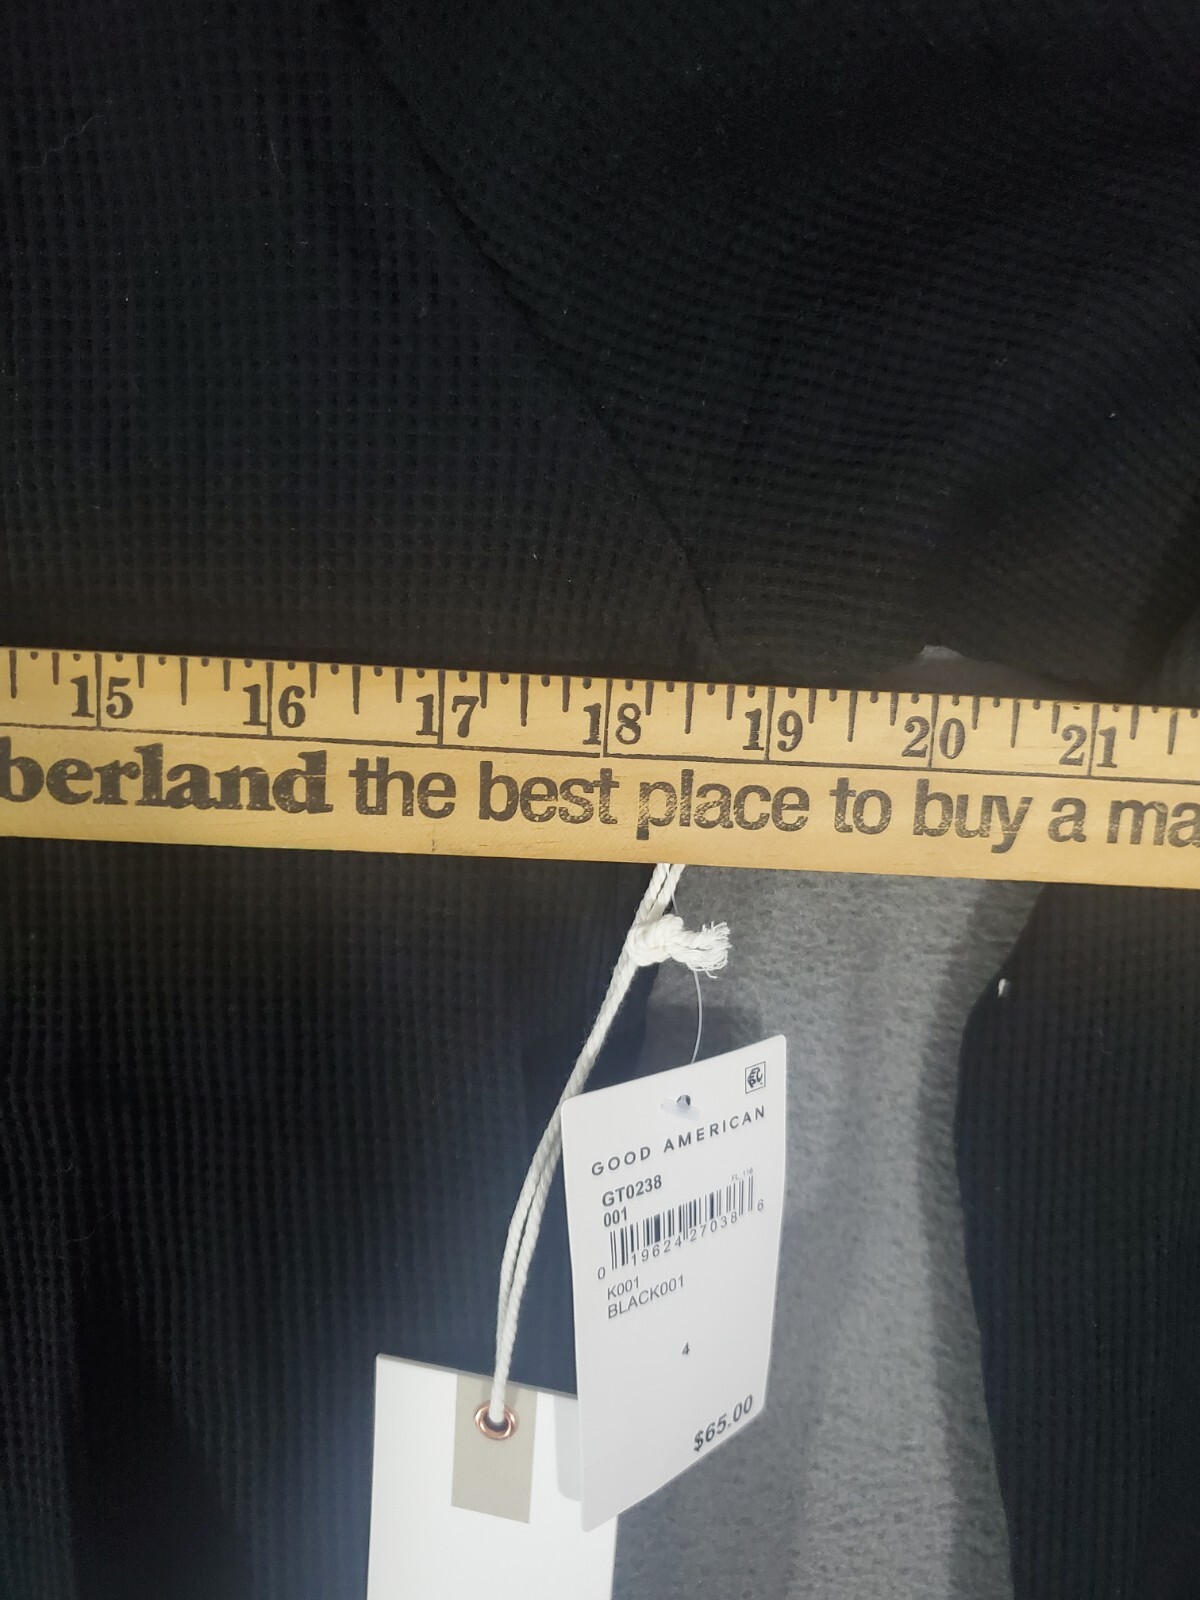 15 16 17 18 19 20 21
berland the best place to buy a ma
GOOD AMERICAN
GT0238
FL_116
001
0 19624 27038 6
K001
BLACK001
4
$65.00